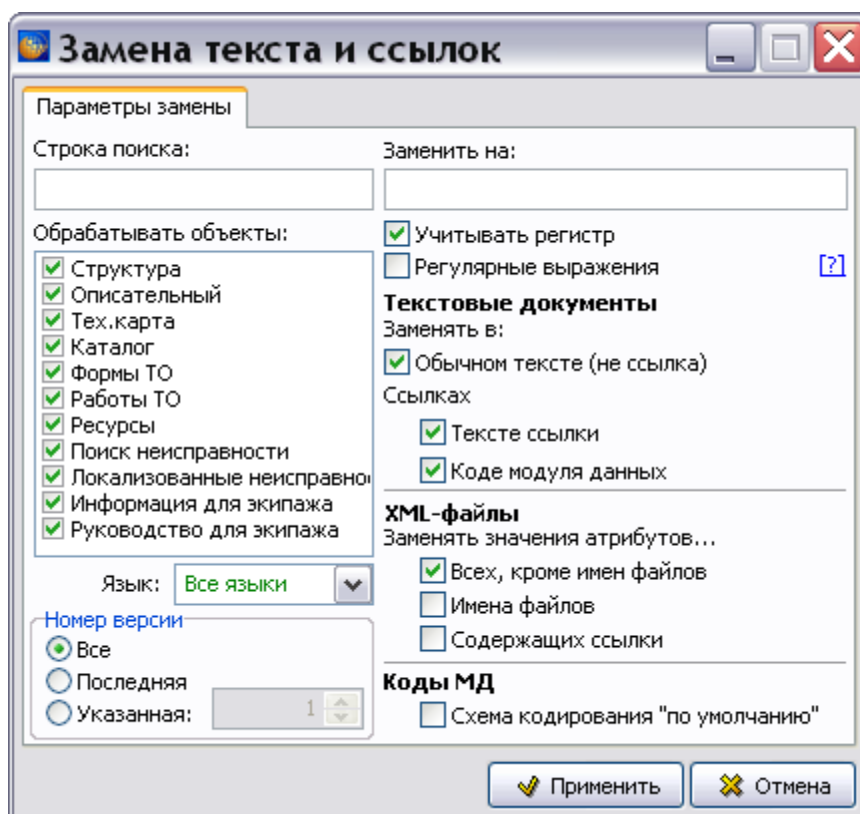 Замена текста и ссылок
Параметры замены
Строка поиска:
Заменить на:
Обрабатывать объекты:
Структура
Описательный
Тех.карта
Каталог
Формы ТО
Работы ТО
Ресурсы
Поиск неисправности
Локализованные неисправно
Информация для экипажа
Руководство для экипажа
Язык: Все языки
Номер версии
Все
Последняя
Указанная: 1
Учитывать регистр
Регулярные выражения [?]
Текстовые документы
Заменять в:
Обычном тексте (не ссылка)
Ссылках
Тексте ссылки
Коде модуля данных
XML-файлы
Заменять значения атрибутов...
Всех, кроме имен файлов
Имена файлов
Содержащих ссылки
Коды МД
Схема кодирования "по умолчанию"
Применить
Отмена